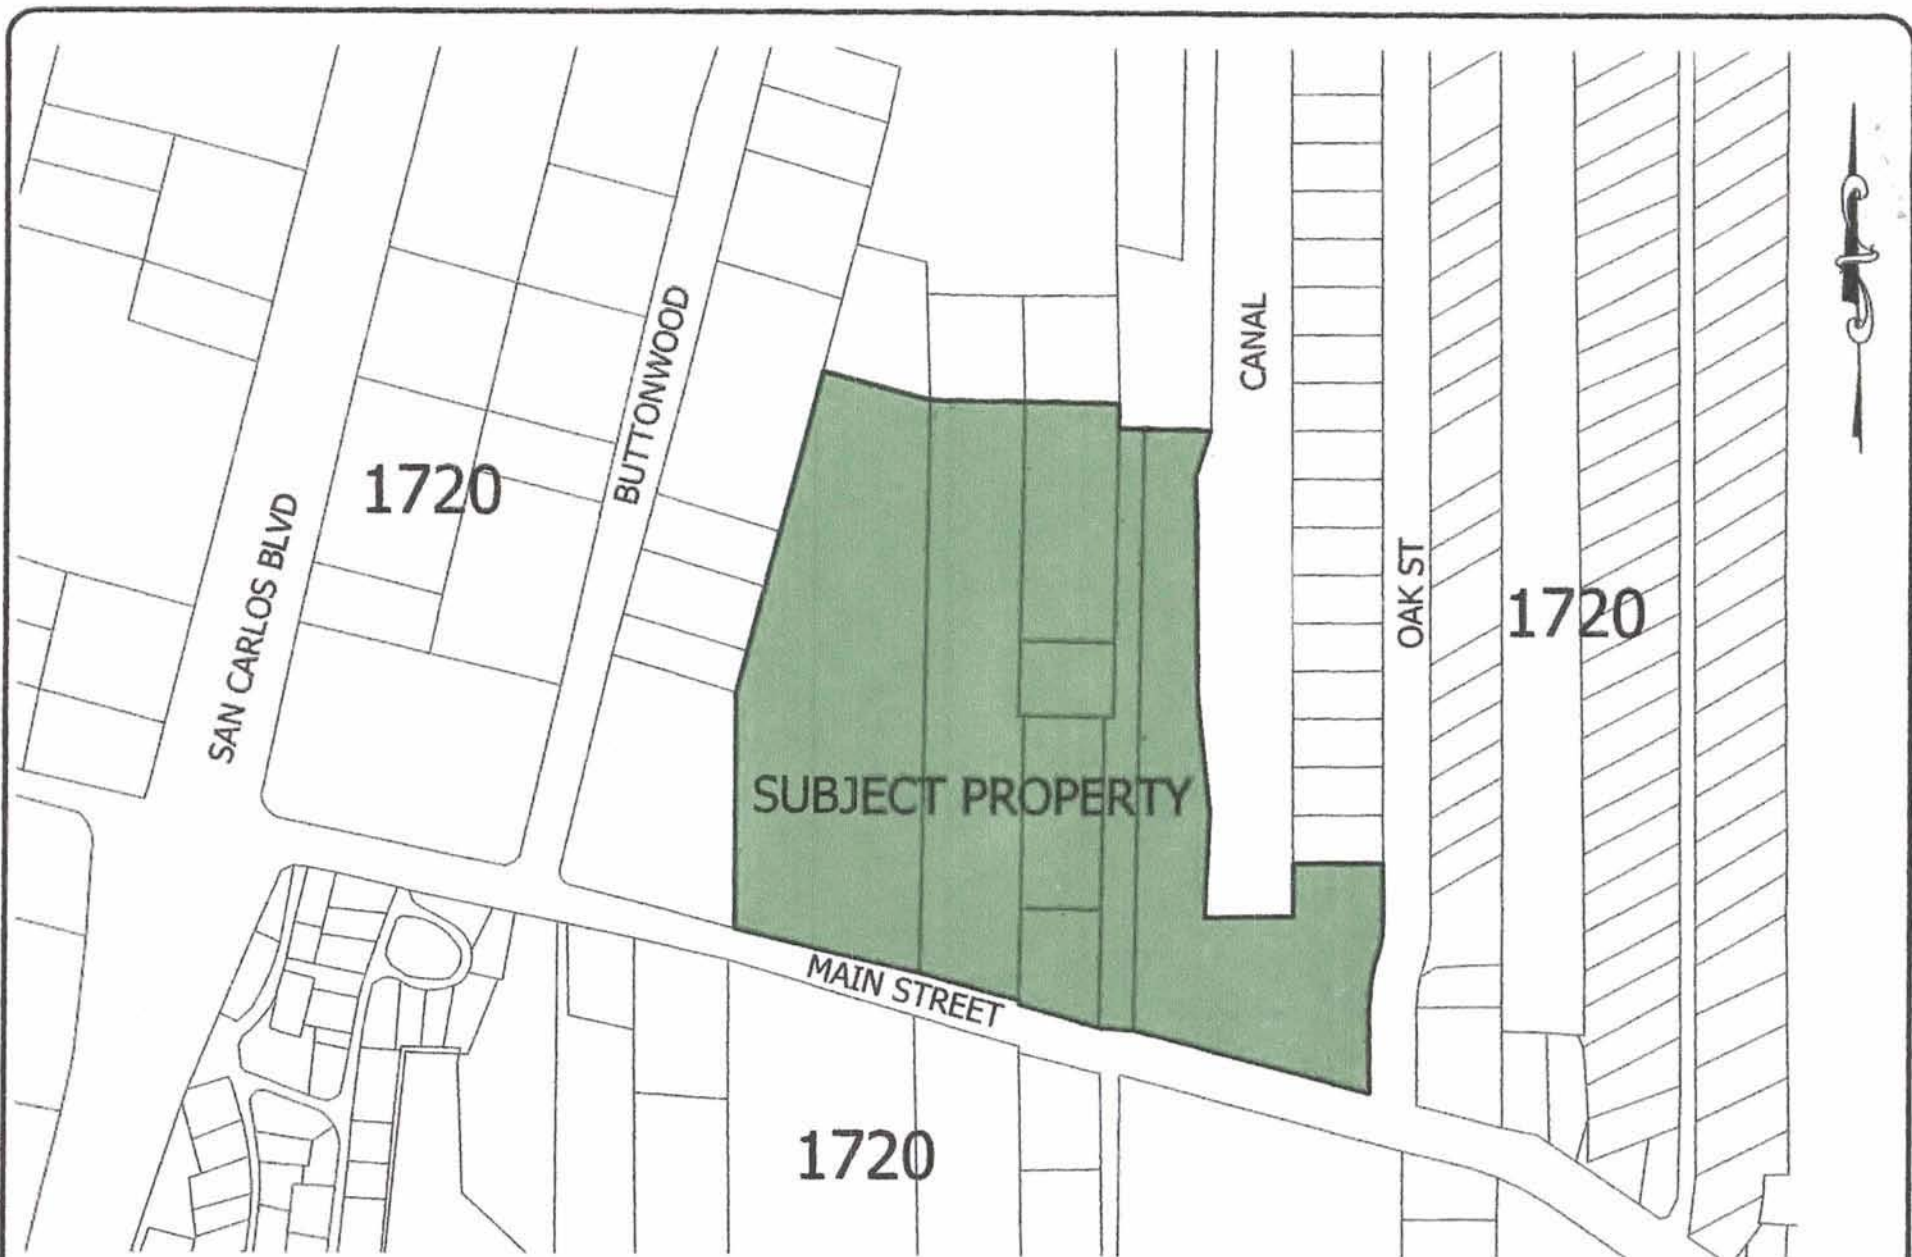 CANAL
BUTTONWOOD
1720
SAN CARLOS BLVD
OAK ST
1720
SUBJECT PROPERTY
MAIN STREET
1720